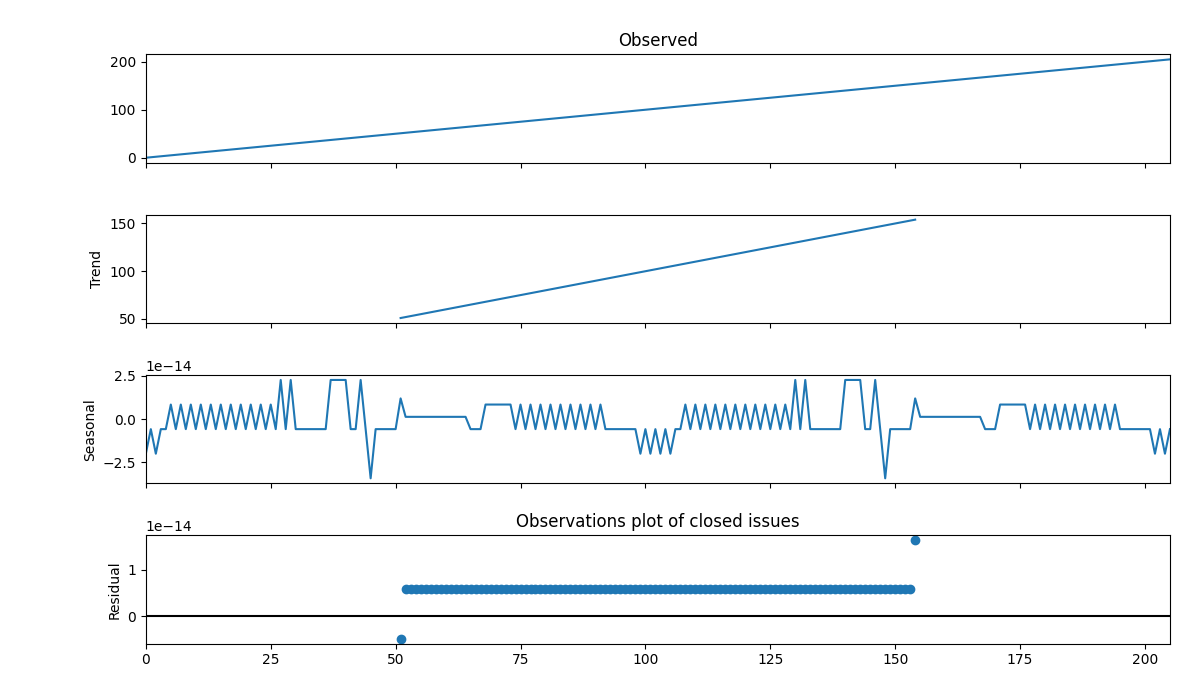 Observed
200
100
0
150
100
50
Trend
1e−14
2.5
0.0
−2.5
Seasonal
Observations plot of closed issues
1e−14
1
0
Residual
0 25 50 75 100 125 150 175 200